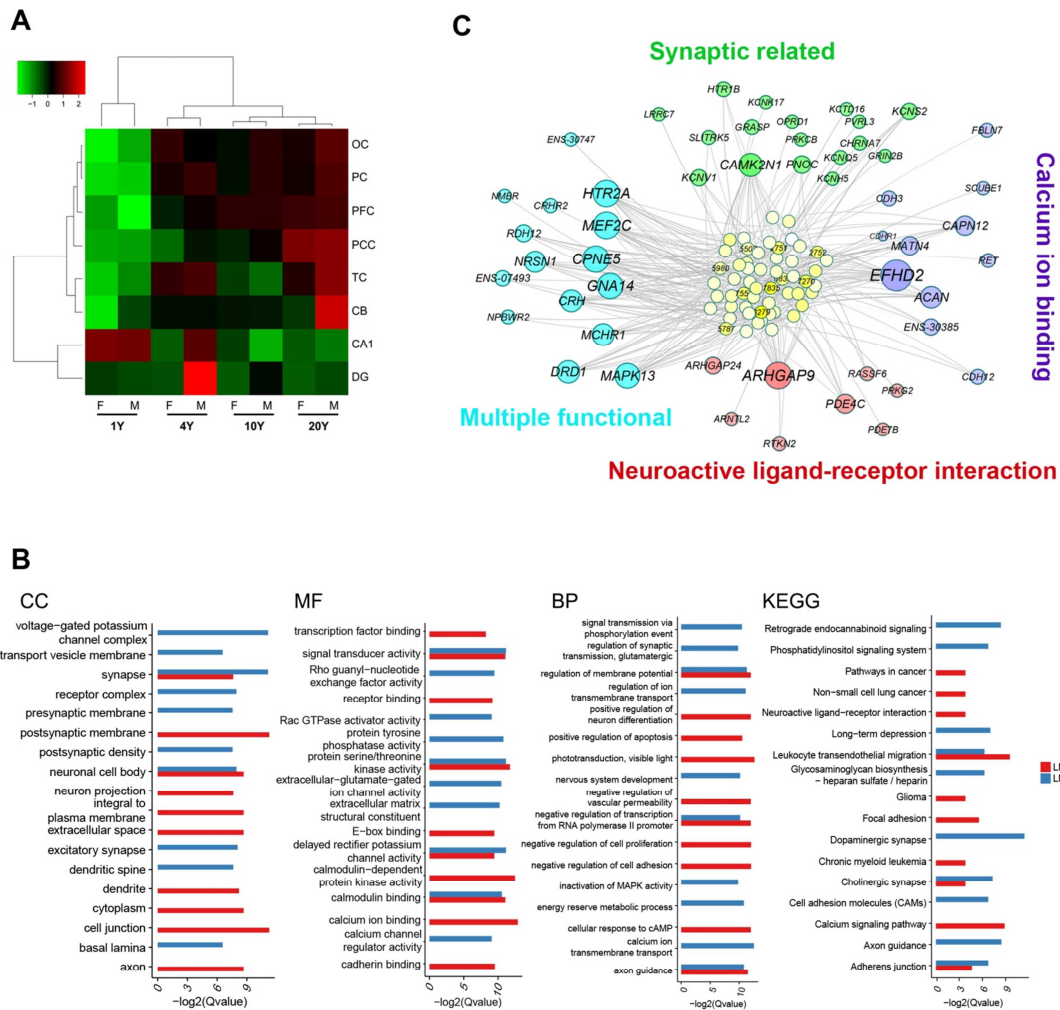 A
−1 0 1 2
OC
PC
PFC
PCC
TC
CB
CA1
DG
F M F M F M F M
1Y 4Y 10Y 20Y
C
Synaptic related
HTR1B
KCNK17
LRRC7
GRASP
OPRD1
KCTD16
PVRL3
KCNS2
SLITRK5
PRKCB
CHRNA7
FBLN7
ENS-30747
CAMK2N1
PNOC
KCNQ5
GRIN2B
KCNV1
KCNH5
SCUBE1
NMBR
HTR2A
CDH3
CRHR2
MEF2C
CAPN12
RDH12
CDHR1
MATN4
NRSN1
CPNE5
RET
ENS-07493
GNA14
EFHD2
CRH
ACAN
NPBWR2
MCHR1
ENS-30385
DRD1
MAPK13
ARHGAP24
ARHGAP9
RASSF6
CDH12
PRKG2
PDE4C
ARNTL2
RTKN2
PDE7B
550
2751
2752
5980
983
7270
755
7835
279
5787
Calcium ion binding
Multiple functional
Neuroactive ligand-receptor interaction
B
CC
voltage−gated potassium
channel complex
transport vesicle membrane
synapse
receptor complex
presynaptic membrane
postsynaptic membrane
postsynaptic density
neuronal cell body
neuron projection
integral to
plasma membrane
extracellular space
excitatory synapse
dendritic spine
dendrite
cytoplasm
cell junction
basal lamina
axon
0 3 6 9
−log2(Qvalue)
MF
transcription factor binding
signal transducer activity
Rho guanyl−nucleotide
exchange factor activity
receptor binding
Rac GTPase activator activity
protein tyrosine
phosphatase activity
protein serine/threonine
kinase activity
extracellular−glutamate−gated
ion channel activity
extracellular matrix
structural constituent
E−box binding
delayed rectifier potassium
channel activity
calmodulin−dependent
protein kinase activity
calmodulin binding
calcium ion binding
calcium channel
regulator activity
cadherin binding
0 5 10
−log2(Qvalue)
BP
signal transmission via
phosphorylation event
regulation of synaptic
transmission, glutamatergic
regulation of membrane potential
regulation of ion
transmembrane transport
positive regulation of
neuron differentiation
positive regulation of apoptosis
phototransduction, visible light
nervous system development
negative regulation of
vascular permeability
negative regulation of transcription
from RNA polymerase II promoter
negative regulation of cell proliferation
negative regulation of cell adhesion
inactivation of MAPK activity
energy reserve metabolic process
cellular response to cAMP
calcium ion
transmembrane transport
axon guidance
0 5 10
−log2(Qvalue)
KEGG
Retrograde endocannabinoid signaling
Phosphatidylinositol signaling system
Pathways in cancer
Non−small cell lung cancer
Neuroactive ligand−receptor interaction
Long−term depression
Leukocyte transendothelial migration
Glycosaminoglycan biosynthesis
− heparan sulfate / heparin
Glioma
Focal adhesion
Dopaminergic synapse
Chronic myeloid leukemia
Cholinergic synapse
Cell adhesion molecules (CAMs)
Calcium signaling pathway
Axon guidance
Adherens junction
0 3 6 9 12
−log2(Qvalue)